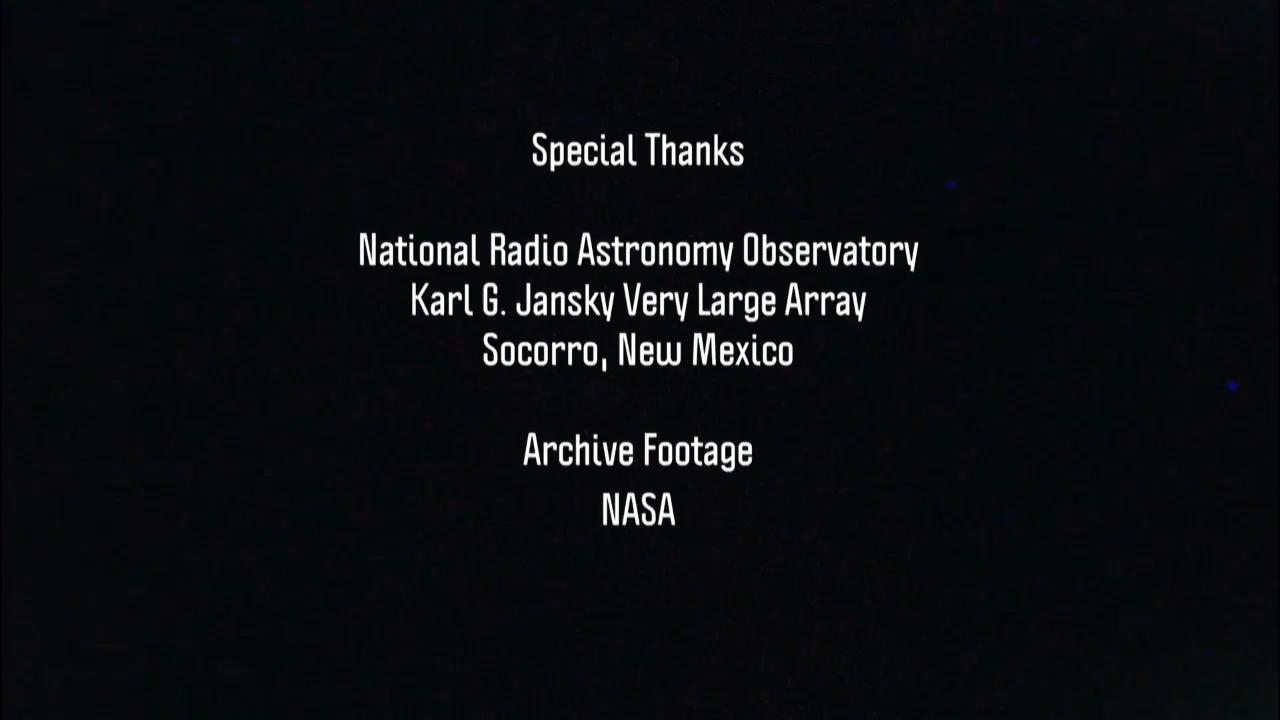 Special Thanks
National Radio Astronomy Observatory
Karl G. Jansky Very Large Array
Socorro, New Mexico
Archive Footage
NASA